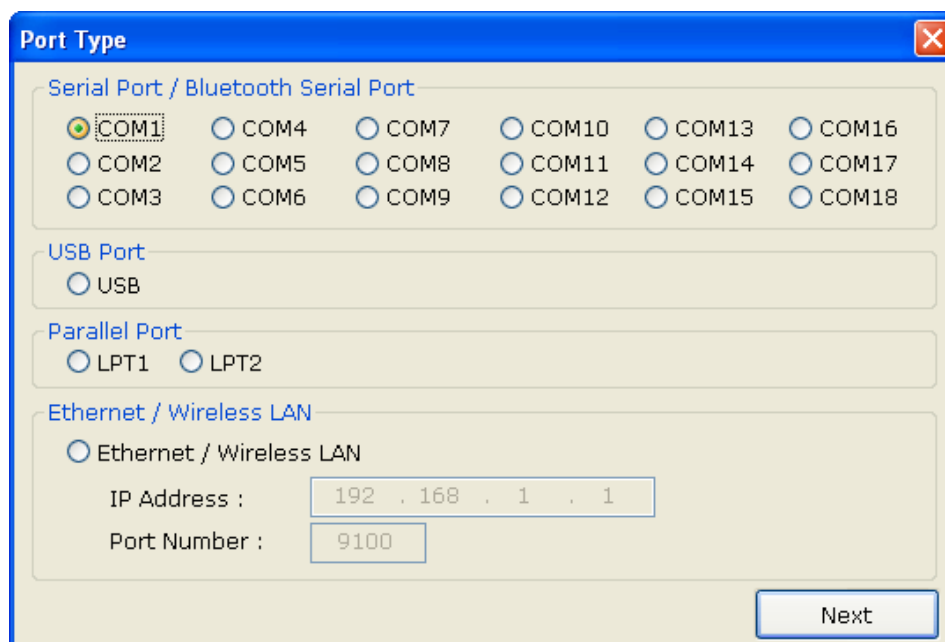 Port Type
Serial Port / Bluetooth Serial Port
COM1 COM4 COM7 COM10 COM13 COM16
COM2 COM5 COM8 COM11 COM14 COM17
COM3 COM6 COM9 COM12 COM15 COM18
USB Port
USB
Parallel Port
LPT1 LPT2
Ethernet / Wireless LAN
Ethernet / Wireless LAN
IP Address : 192 . 168 . 1 . 1
Port Number : 9100
Next